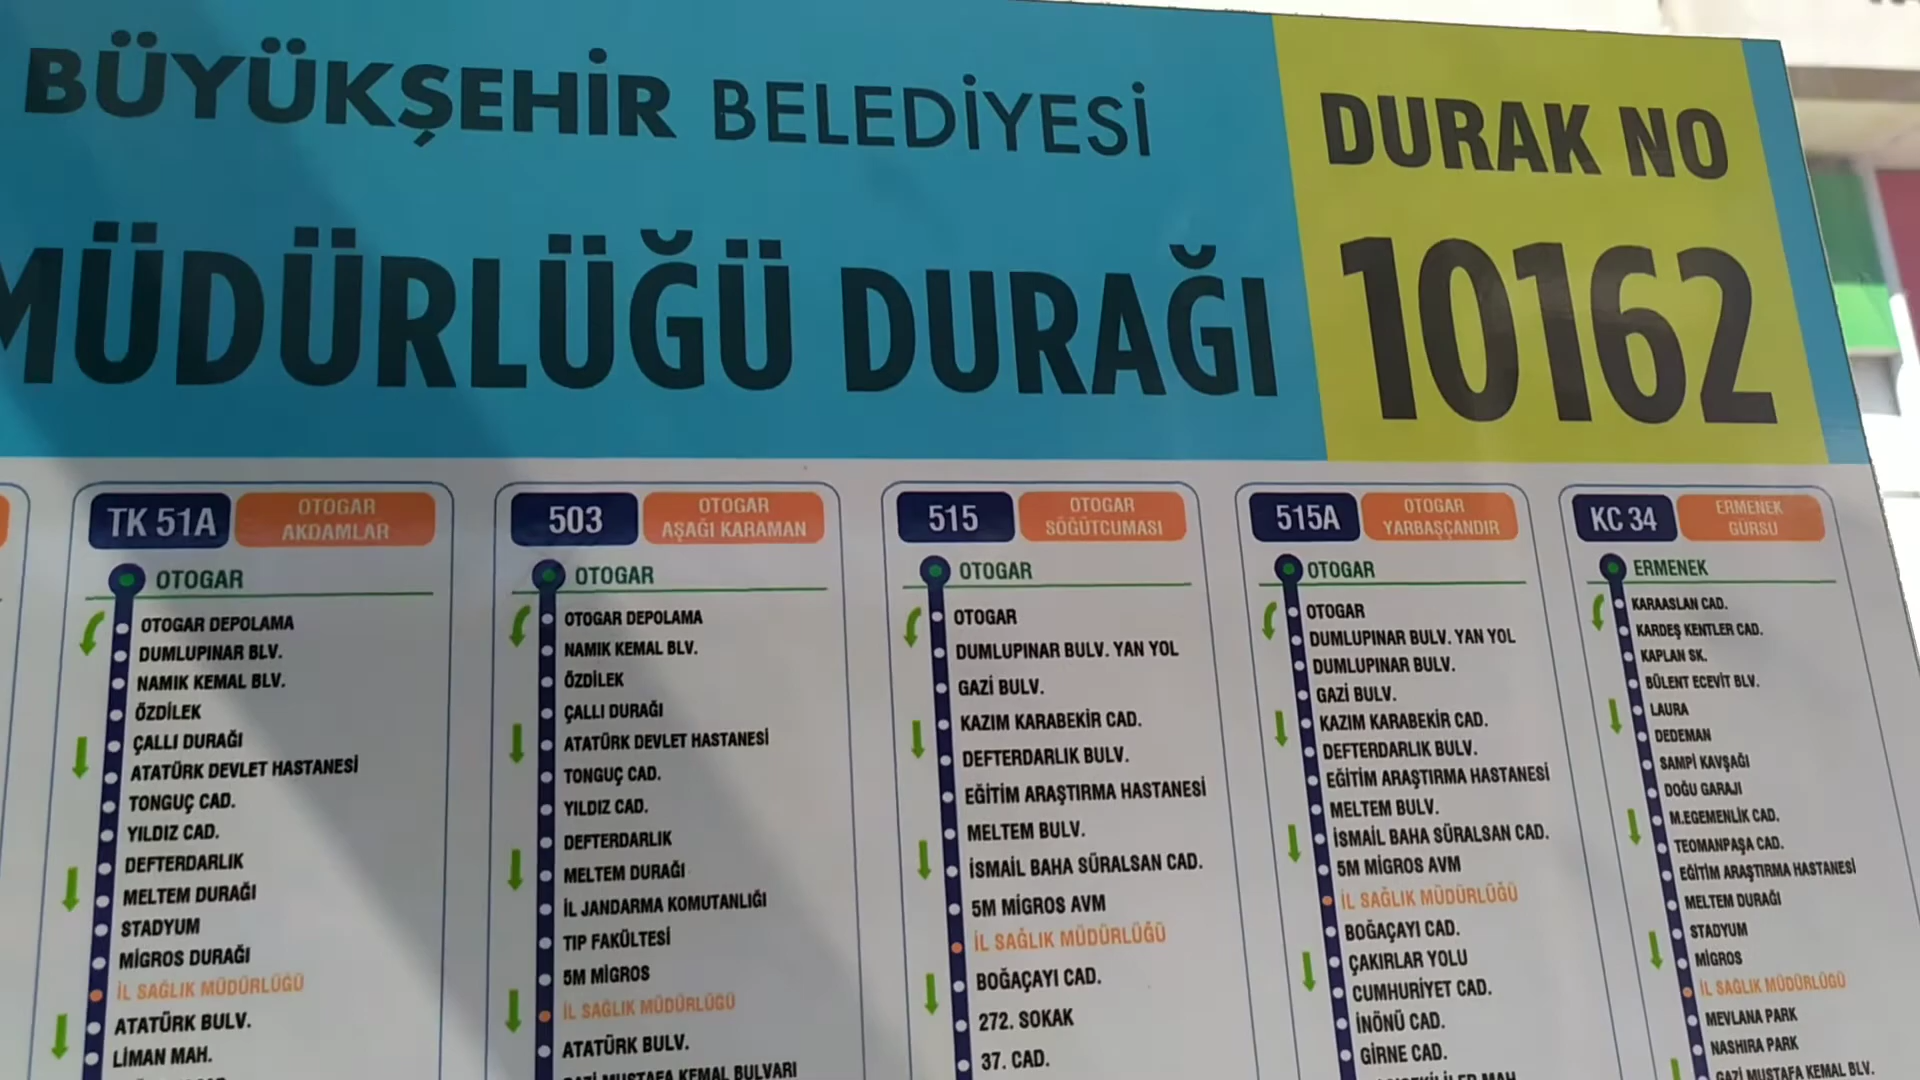 BÜYÜKŞEHİR BELEDİYESİ
MÜDÜRLÜĞÜ DURAĞI
DURAK NO
10162
TK 51A
OTOGAR
AKDAMLAR
OTOGAR
OTOGAR DEPOLAMA
DUMLUPINAR BLV.
NAMIK KEMAL BLV.
ÖZDİLEK
ÇALLI DURAĞI
ATATÜRK DEVLET HASTANESİ
TONGUÇ CAD.
YILDIZ CAD.
DEFTERDARLIK
MELTEM DURAĞI
STADYUM
MİGROS DURAĞI
İL SAĞLIK MÜDÜRLÜĞÜ
ATATÜRK BULV.
LİMAN MAH.
503
OTOGAR
AŞAĞI KARAMAN
OTOGAR
OTOGAR DEPOLAMA
NAMIK KEMAL BLV.
ÖZDİLEK
ÇALLI DURAĞI
ATATÜRK DEVLET HASTANESİ
TONGUÇ CAD.
YILDIZ CAD.
DEFTERDARLIK
MELTEM DURAĞI
İL JANDARMA KOMUTANLIĞI
TIP FAKÜLTESİ
5M MİGROS
İL SAĞLIK MÜDÜRLÜĞÜ
ATATÜRK BULV.
GAZİ MUSTAFA KEMAL BULVARI
515
OTOGAR
SÖĞÜTCUMASI
OTOGAR
OTOGAR
DUMLUPINAR BULV. YAN YOL
GAZİ BULV.
KAZIM KARABEKİR CAD.
DEFTERDARLIK BULV.
EĞİTİM ARAŞTIRMA HASTANESİ
MELTEM BULV.
İSMAİL BAHA SÜRALSAN CAD.
5M MİGROS AVM
İL SAĞLIK MÜDÜRLÜĞÜ
BOĞAÇAYI CAD.
272. SOKAK
37. CAD.
515A
OTOGAR
YARBAŞÇANDIR
OTOGAR
OTOGAR
DUMLUPINAR BULV. YAN YOL
DUMLUPINAR BULV.
GAZİ BULV.
KAZIM KARABEKİR CAD.
DEFTERDARLIK BULV.
EĞİTİM ARAŞTIRMA HASTANESİ
MELTEM BULV.
İSMAİL BAHA SÜRALSAN CAD.
5M MİGROS AVM
İL SAĞLIK MÜDÜRLÜĞÜ
BOĞAÇAYI CAD.
ÇAKIRLAR YOLU
CUMHURİYET CAD.
İNÖNÜ CAD.
GİRNE CAD.
KC 34
ERMENEK
GURSU
ERMENEK
KARAASLAN CAD.
KARDEŞ KENTLER CAD.
KAPLAN SK.
BÜLENT ECEVİT BLV.
LAURA
DEDEMAN
SAMPİ KAVŞAĞI
DOĞU GARAJI
M.EGEMENLİK CAD.
TEOMANPAŞA CAD.
EĞİTİM ARAŞTIRMA HASTANESİ
MELTEM DURAĞI
STADYUM
MİGROS
İL SAĞLIK MÜDÜRLÜĞÜ
MEVLANA PARK
NASHIRA PARK
GAZİ MUSTAFA KEMAL BLV.